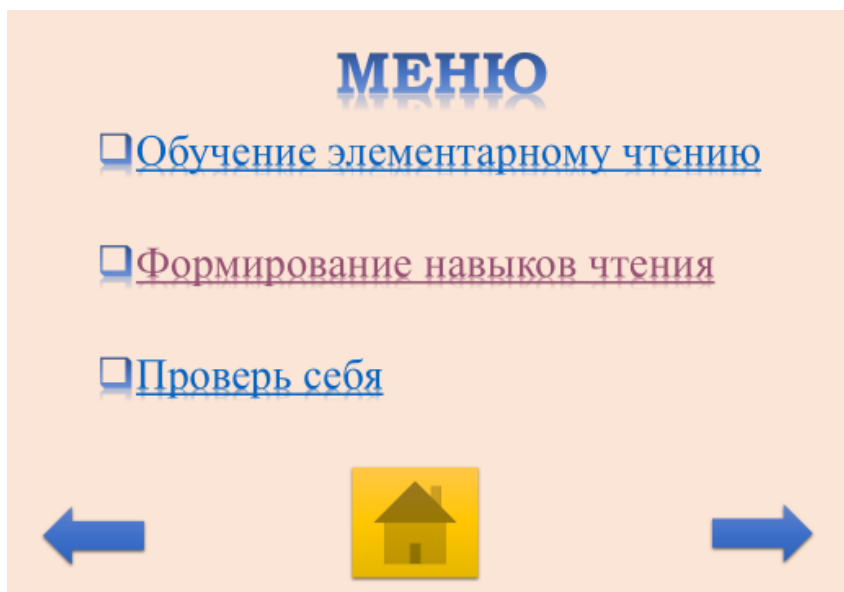 МЕНЮ
Обучение элементарному чтению
Формирование навыков чтения
Проверь себя